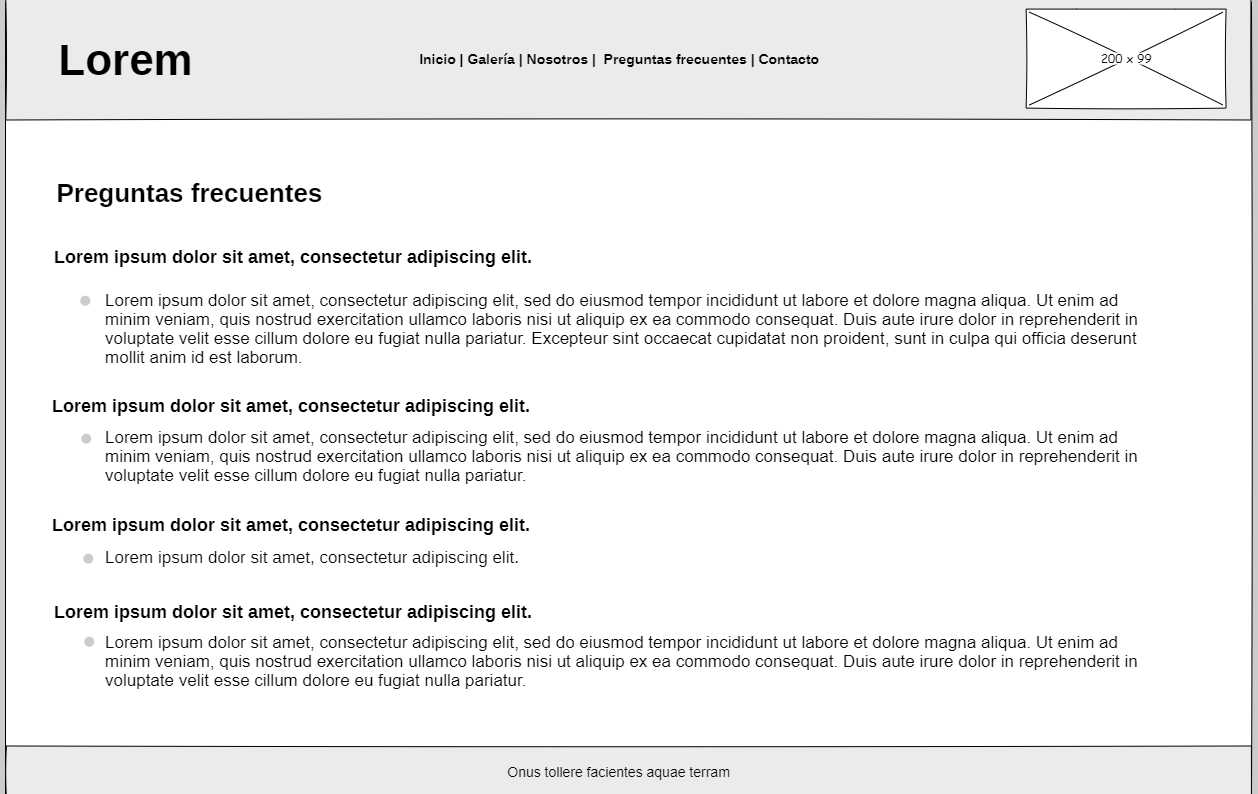 Lorem
Inicio | Galería | Nosotros | Preguntas frecuentes | Contacto
200 x 99
Preguntas frecuentes
Lorem ipsum dolor sit amet, consectetur adipiscing elit.
Lorem ipsum dolor sit amet, consectetur adipiscing elit, sed do eiusmod tempor incididunt ut labore et dolore magna aliqua. Ut enim ad
minim veniam, quis nostrud exercitation ullamco laboris nisi ut aliquip ex ea commodo consequat. Duis aute irure dolor in reprehenderit in
voluptate velit esse cillum dolore eu fugiat nulla pariatur. Excepteur sint occaecat cupidatat non proident, sunt in culpa qui officia deserunt
mollit anim id est laborum.
Lorem ipsum dolor sit amet, consectetur adipiscing elit.
Lorem ipsum dolor sit amet, consectetur adipiscing elit, sed do eiusmod tempor incididunt ut labore et dolore magna aliqua. Ut enim ad
minim veniam, quis nostrud exercitation ullamco laboris nisi ut aliquip ex ea commodo consequat. Duis aute irure dolor in reprehenderit in
voluptate velit esse cillum dolore eu fugiat nulla pariatur.
Lorem ipsum dolor sit amet, consectetur adipiscing elit.
Lorem ipsum dolor sit amet, consectetur adipiscing elit.
Lorem ipsum dolor sit amet, consectetur adipiscing elit.
Lorem ipsum dolor sit amet, consectetur adipiscing elit, sed do eiusmod tempor incididunt ut labore et dolore magna aliqua. Ut enim ad
minim veniam, quis nostrud exercitation ullamco laboris nisi ut aliquip ex ea commodo consequat. Duis aute irure dolor in reprehenderit in
voluptate velit esse cillum dolore eu fugiat nulla pariatur.
Onus tollere facientes aquae terram